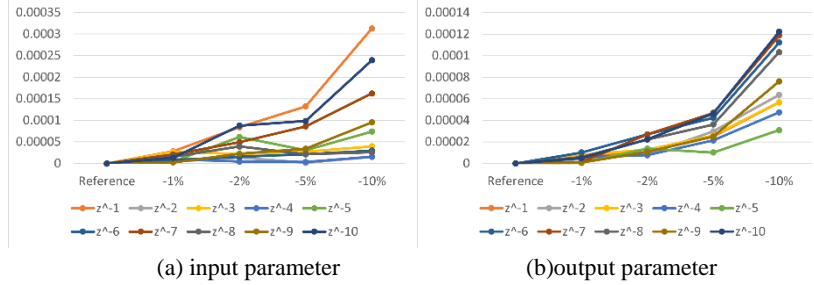 0.00035
0.0003
0.00025
0.0002
0.00015
0.0001
0.00005
0
Reference -1% -2% -5% -10%
z^-1 z^-2 z^-3 z^-4 z^-5
z^-6 z^-7 z^-8 z^-9 z^-10
(a) input parameter
0.00014
0.00012
0.0001
0.00008
0.00006
0.00004
0.00002
0
Reference -1% -2% -5% -10%
z^-1 z^-2 z^-3 z^-4 z^-5
z^-6 z^-7 z^-8 z^-9 z^-10
(b)output parameter